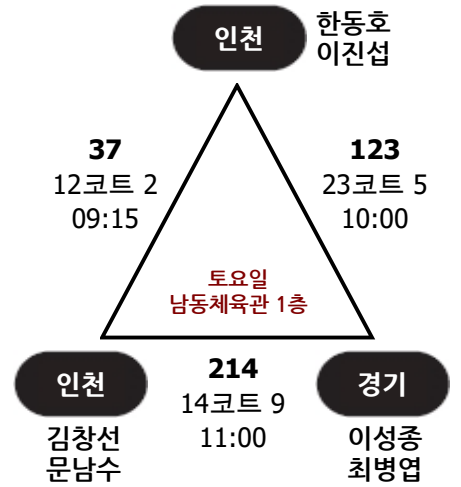 인천
한동호
이진섭
37
12코트 2
09:15
123
23코트 5
10:00
토요일
남동체육관 1층
인천
김창선
문남수
214
14코트 9
11:00
경기
이성종
최병엽